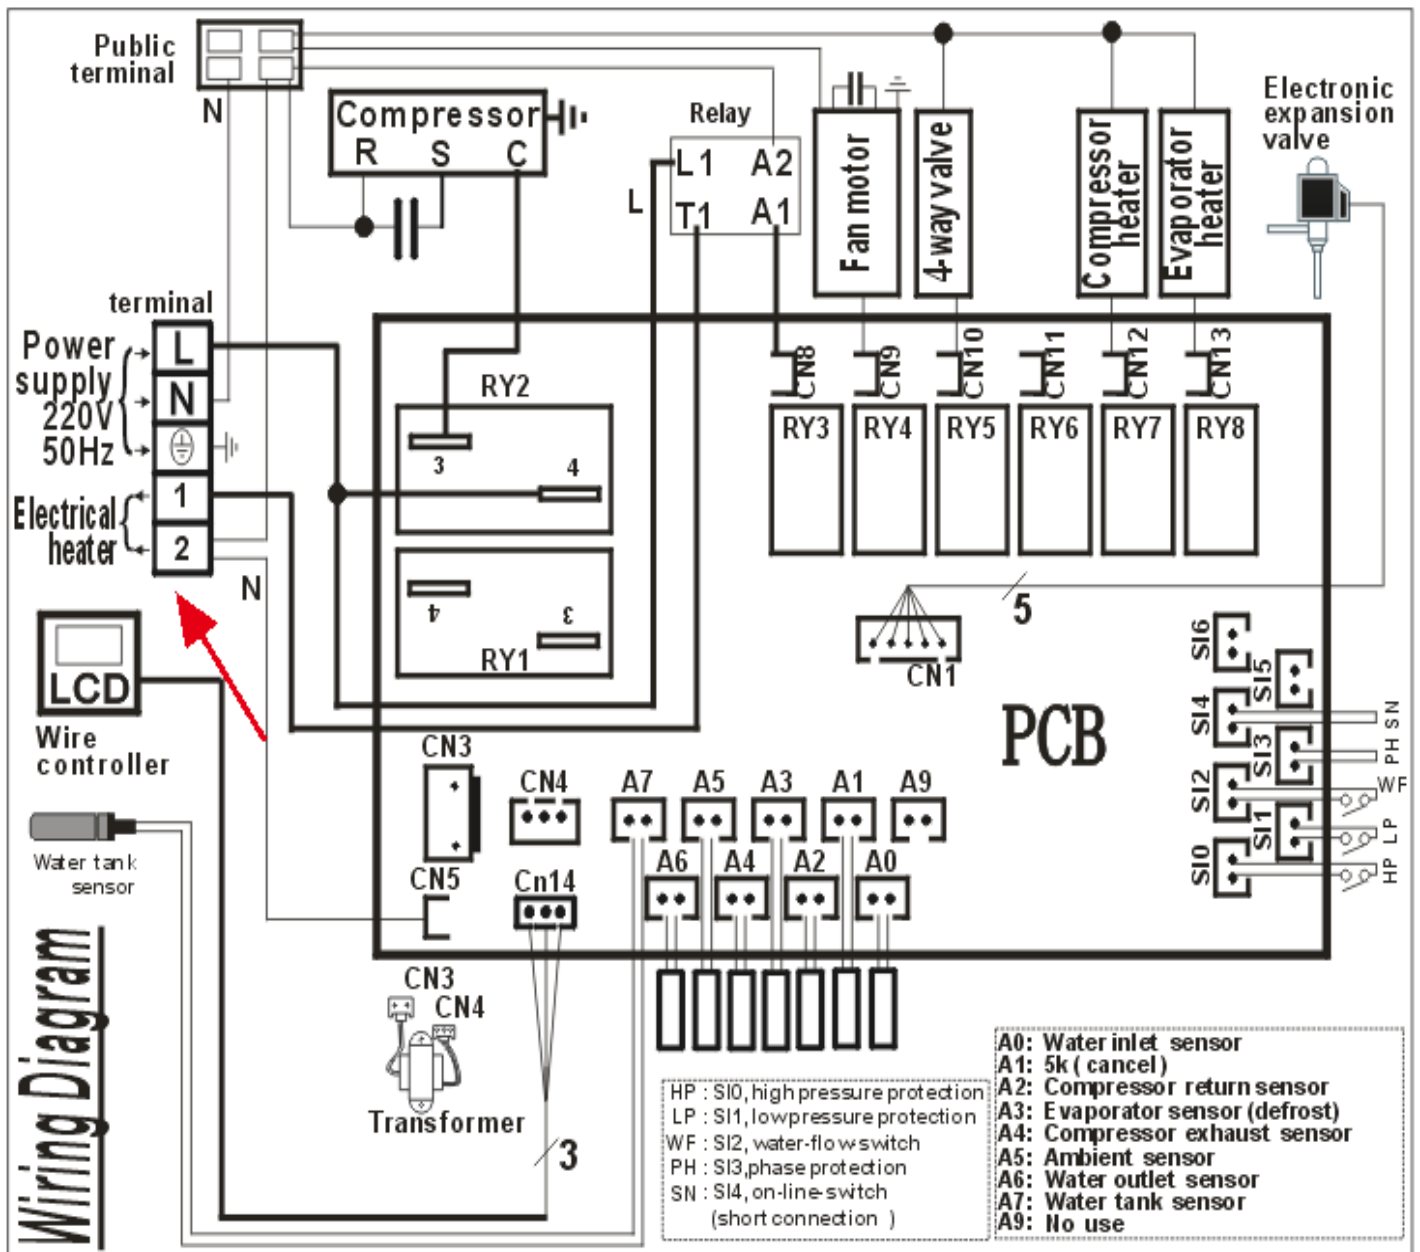 Public
terminal
N
Compressor
R S C
Relay
L1 A2
T1 A1
L
Fan motor
4-way valve
Compressor
heater
Evaporator
heater
Electronic
expansion
valve
terminal
Power
supply
220V
50Hz
L
N
1
2
Electrical
heater
N
RY2
3
4
4
3
RY1
CN8
CN9
CN10
CN11
CN12
CN13
RY3
RY4
RY5
RY6
RY7
RY8
5
CN1
PCB
SI6
SI5
SI4
SI3
SI2
SI1
SI0
SN
PH
WF
LP
HP
LCD
Wire
controller
Water tank
sensor
CN3
CN4
CN5
Cn14
A7
A5
A3
A1
A9
A6
A4
A2
A0
CN3
CN4
Transformer
3
Wiring Diagram
HP : SI0, high pressure protection
LP : SI1, low pressure protection
WF : SI2, water-flow switch
PH : SI3, phase protection
SN : SI4, on-line-switch
(short connection )
A0: Water inlet sensor
A1: 5k ( cancel )
A2: Compressor return sensor
A3: Evaporator sensor (defrost)
A4: Compressor exhaust sensor
A5: Ambient sensor
A6: Water outlet sensor
A7: Water tank sensor
A9: No use